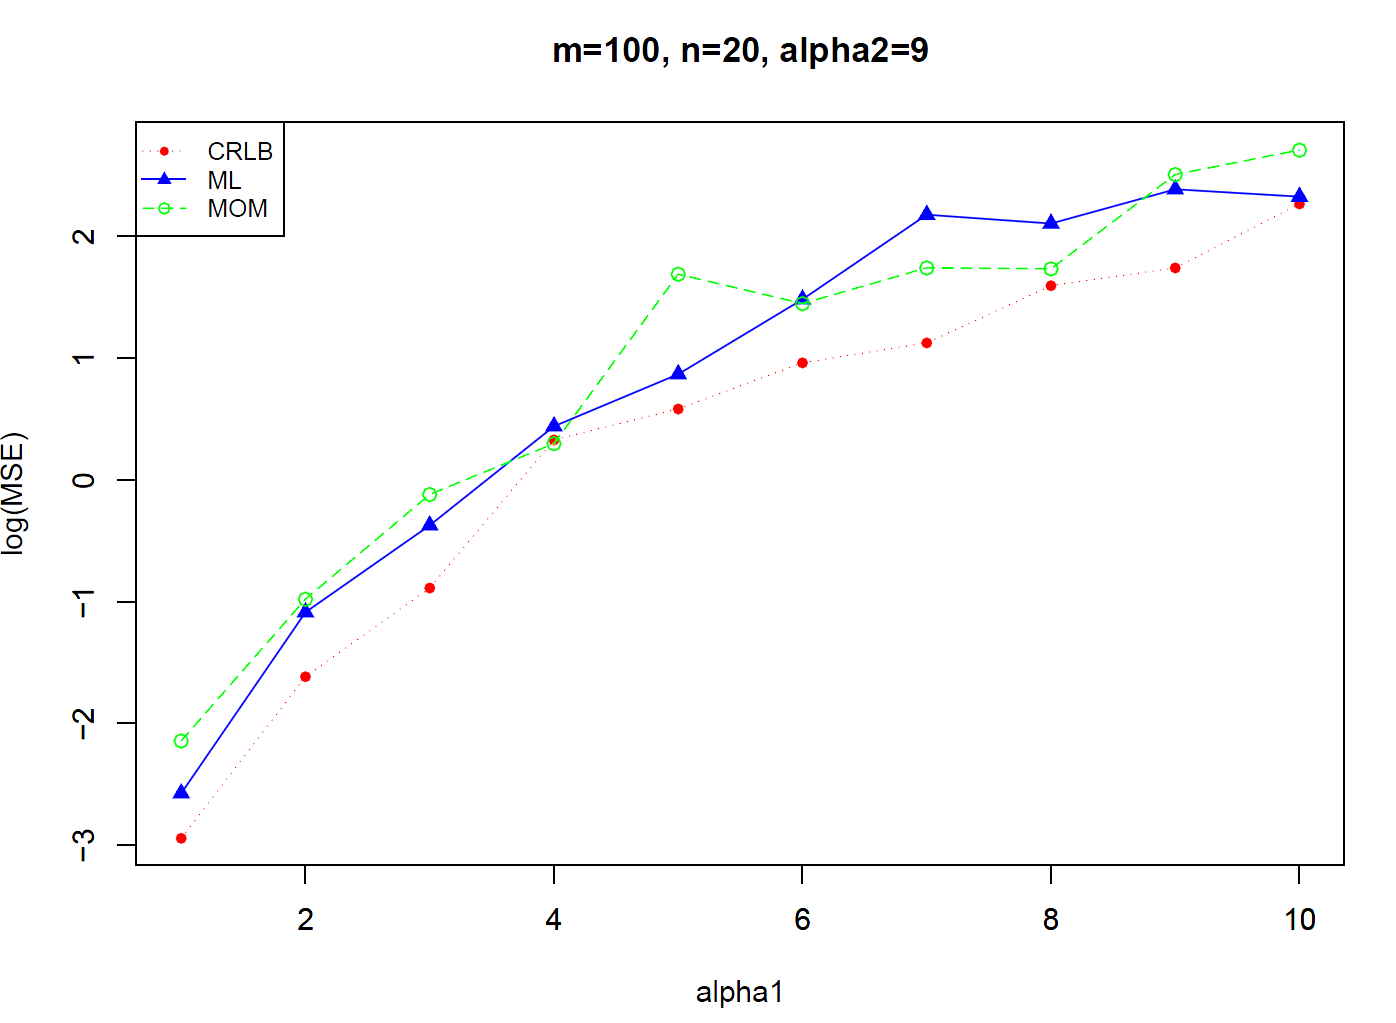 m=100, n=20, alpha2=9
CRLB
ML
MOM
log(MSE)
2
1
0
−1
−2
−3
2 4 6 8 10
alpha1